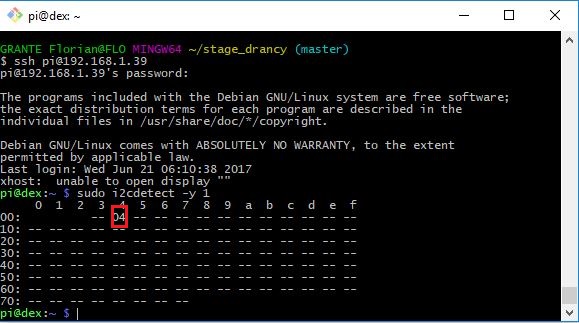 pi@dex: ~
GRANTE Florian@FLO MINGW64 ~/stage_drancy (master)
$ ssh pi@192.168.1.39
pi@192.168.1.39's password:
The programs included with the Debian GNU/Linux system are free software;
the exact distribution terms for each program are described in the
individual files in /usr/share/doc/*/copyright.
Debian GNU/Linux comes with ABSOLUTELY NO WARRANTY, to the extent
permitted by applicable law.
Last login: Wed Jun 21 06:10:38 2017
xhost:  unable to open display ""
pi@dex:~ $ sudo i2cdetect -y 1
     0  1  2  3  4  5  6  7  8  9  a  b  c  d  e  f
00:          -- 04 -- -- -- -- -- -- -- -- -- -- --
10: -- -- -- -- -- -- -- -- -- -- -- -- -- -- -- --
20: -- -- -- -- -- -- -- -- -- -- -- -- -- -- -- --
30: -- -- -- -- -- -- -- -- -- -- -- -- -- -- -- --
40: -- -- -- -- -- -- -- -- -- -- -- -- -- -- -- --
50: -- -- -- -- -- -- -- -- -- -- -- -- -- -- -- --
60: -- -- -- -- -- -- -- -- -- -- -- -- -- -- -- --
70: -- -- -- -- -- -- -- --
pi@dex:~ $